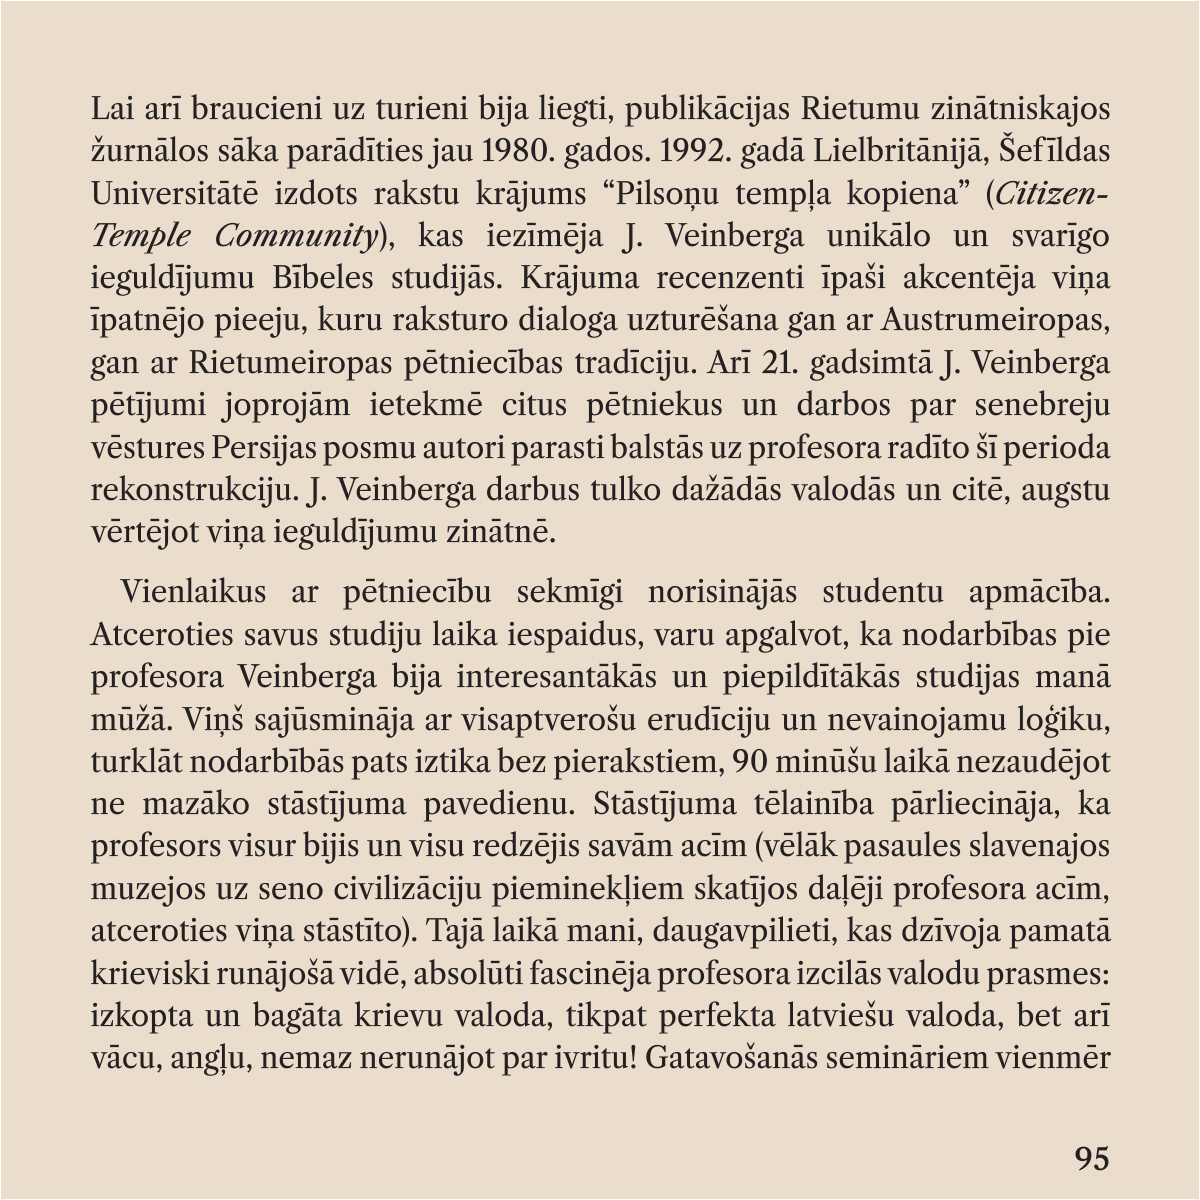 Lai arī braucieni uz turieni bija liegti, publikācijas Rietumu zinātniskajos
žurnālos sāka parādīties jau 1980. gados. 1992. gadā Lielbritānijā, Šefīldas
Universitātē izdots rakstu krājums “Pilsoņu tempļa kopiena” (Citizen-
Temple Community), kas iezīmēja J. Veinberga unikālo un svarīgo
ieguldījumu Bībeles studijās. Krājuma recenzenti īpaši akcentēja viņa
īpatnējo pieeju, kuru raksturo dialoga uzturēšana gan ar Austrumeiropas,
gan ar Rietumeiropas pētniecības tradīciju. Arī 21. gadsimtā J. Veinberga
pētījumi joprojām ietekmē citus pētniekus un darbos par senebreju
vēstures Persijas posmu autori parasti balstās uz profesora radīto šī perioda
rekonstrukciju. J. Veinberga darbus tulko dažādās valodās un citē, augstu
vērtējot viņa ieguldījumu zinātnē.
Vienlaikus ar pētniecību sekmīgi norisinājās studentu apmācība.
Atceroties savus studiju laika iespaidus, varu apgalvot, ka nodarbības pie
profesora Veinberga bija interesantākās un piepildītākās studijas manā
mūžā. Viņš sajūsmināja ar visaptverošu erudīciju un nevainojamu loģiku,
turklāt nodarbībās pats iztika bez pierakstiem, 90 minūšu laikā nezaudējot
ne mazāko stāstījuma pavedienu. Stāstījuma tēlainība pārliecināja, ka
profesors visur bijis un visu redzējis savām acīm (vēlāk pasaules slavenajos
muzejos uz seno civilizāciju pieminekļiem skatījos daļēji profesora acīm,
atceroties viņa stāstīto). Tajā laikā mani, daugavpilieti, kas dzīvoja pamatā
krieviski runājošā vidē, absolūti fascinēja profesora izcilās valodu prasmes:
izkopta un bagāta krievu valoda, tikpat perfekta latviešu valoda, bet arī
vācu, angļu, nemaz nerunājot par ivritu! Gatavošanās semināriem vienmēr
95